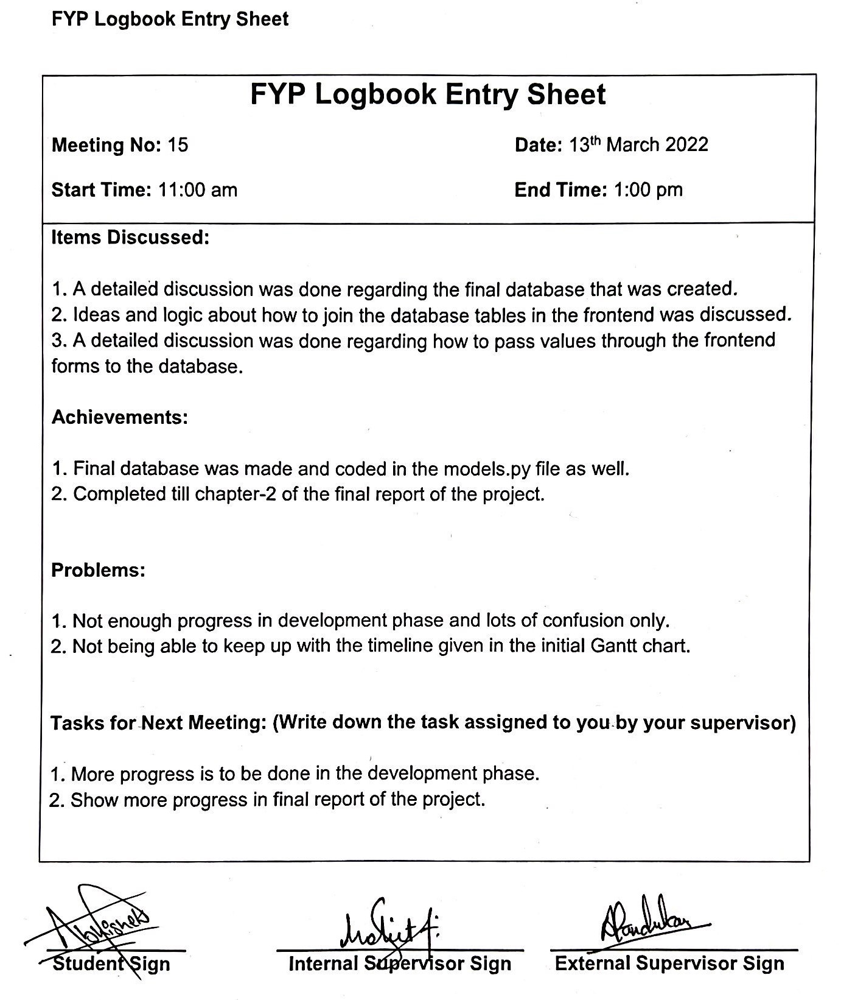 FYP Logbook Entry Sheet
FYP Logbook Entry Sheet
Meeting No: 15
Date: 13th March 2022
Start Time: 11:00 am
End Time: 1:00 pm
Items Discussed:
1. A detailed discussion was done regarding the final database that was created.
2. Ideas and logic about how to join the database tables in the frontend was discussed.
3. A detailed discussion was done regarding how to pass values through the frontend
forms to the database.
Achievements:
1. Final database was made and coded in the models.py file as well.
2. Completed till chapter-2 of the final report of the project.
Problems:
1. Not enough progress in development phase and lots of confusion only.
2. Not being able to keep up with the timeline given in the initial Gantt chart.
Tasks for Next Meeting: (Write down the task assigned to you by your supervisor)
1. More progress is to be done in the development phase.
2. Show more progress in final report of the project.
Abhishek
Student Sign
Internal Supervisor Sign
External Supervisor Sign